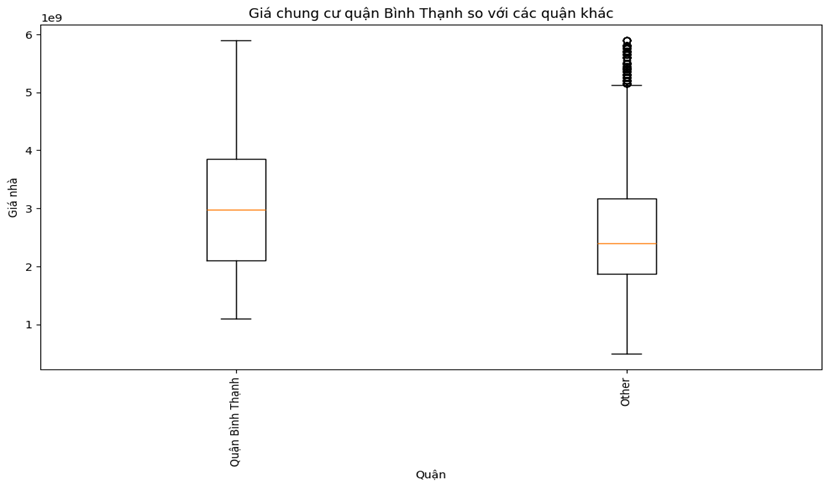 Giá chung cư quận Bình Thạnh so với các quận khác
1e9
6
5
4
3
2
1
Giá nhà
Quận Bình Thạnh
Other
Quận